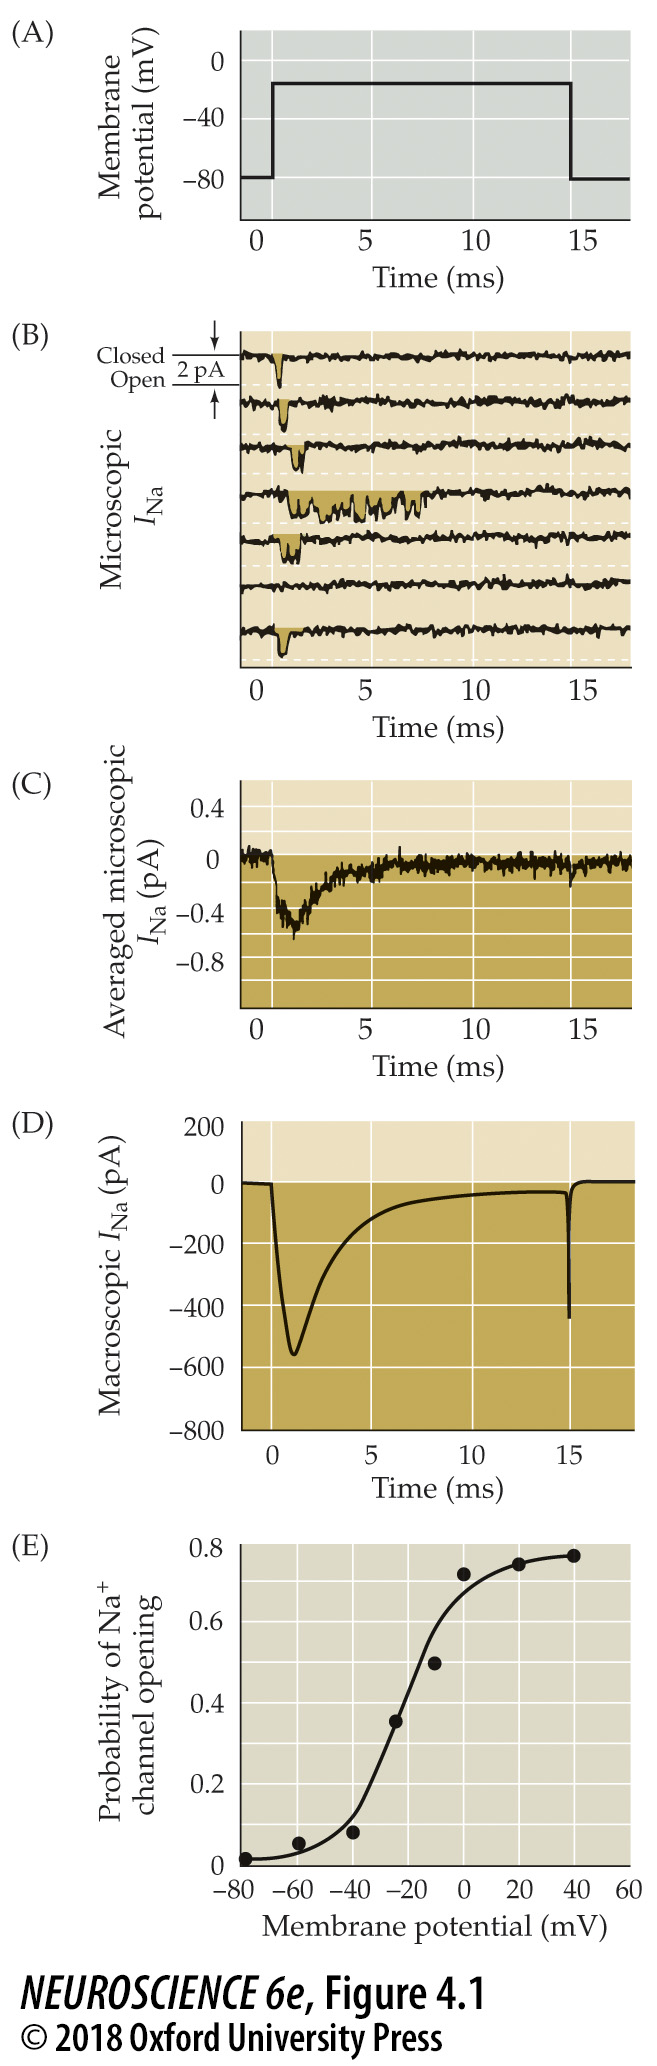 (A)
Membrane
potential (mV)
0
−40
−80
0 5 10 15
Time (ms)
(B)
Closed
Open
2 pA
Microscopic
INa
0 5 10 15
Time (ms)
(C)
Averaged microscopic
INa (pA)
0.4
0
−0.4
−0.8
0 5 10 15
Time (ms)
(D)
Macroscopic INa (pA)
200
0
−200
−400
−600
−800
0 5 10 15
Time (ms)
(E)
Probability of Na+
channel opening
0.8
0.6
0.4
0.2
0
−80 −60 −40 −20 0 20 40 60
Membrane potential (mV)
NEUROSCIENCE 6e, Figure 4.1
© 2018 Oxford University Press